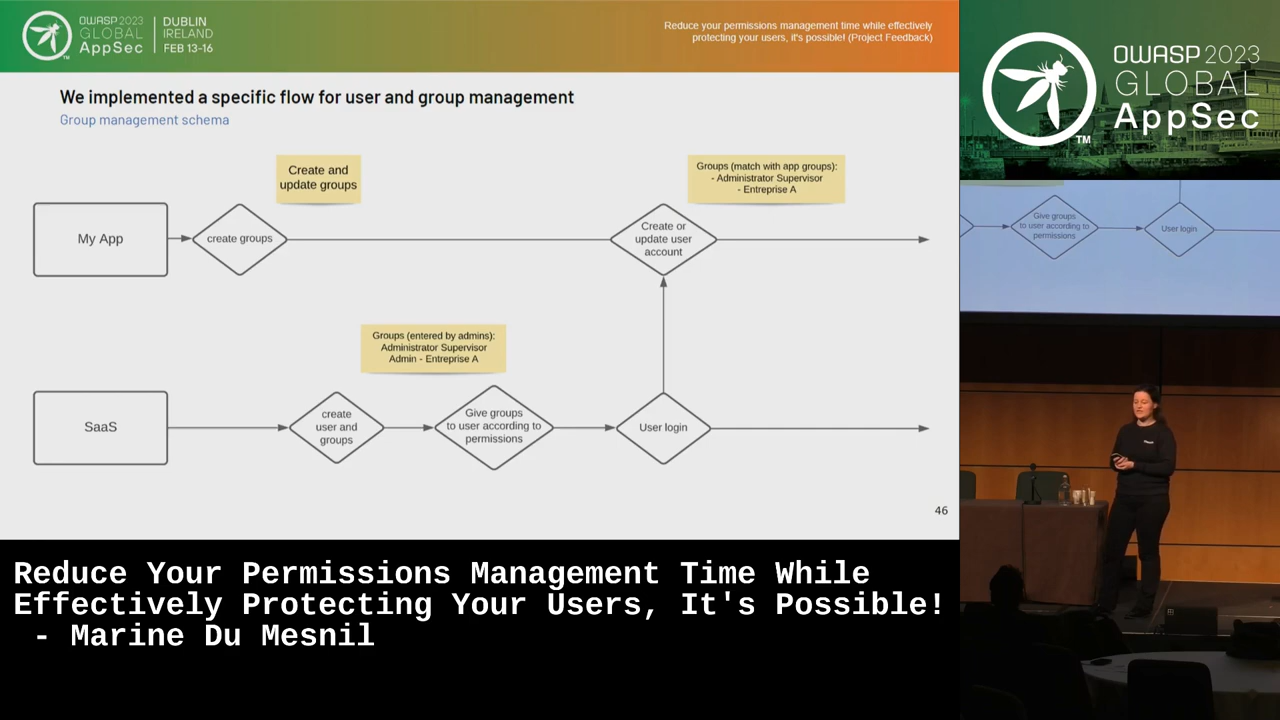 OWASP 2023
GLOBAL
AppSec
TM
DUBLIN
IRELAND
FEB 13-16
Reduce your permissions management time while effectively
protecting your users, it's possible! (Project Feedback)
We implemented a specific flow for user and group management
Group management schema
Create and
update groups
Groups (match with app groups):
- Administrator Supervisor
- Entreprise A
My App
create groups
Create or
update user
account
Groups (entered by admins):
Administrator Supervisor
Admin - Entreprise A
SaaS
create
user and
groups
Give groups
to user according to
permissions
User login
46
OWASP 2023
GLOBAL
AppSec
TM
Give groups
to user according to
permissions
User login
Reduce Your Permissions Management Time While
Effectively Protecting Your Users, It's Possible!
- Marine Du Mesnil